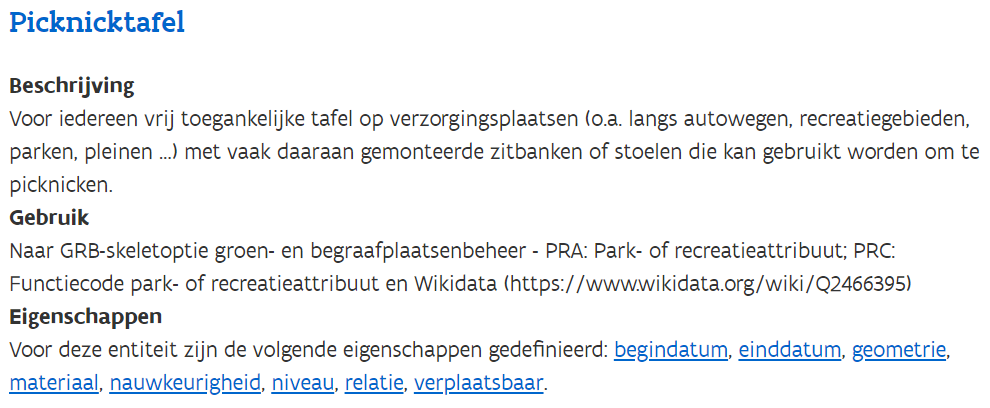 Picknicktafel
Beschrijving
Voor iedereen vrij toegankelijke tafel op verzorgingsplaatsen (o.a. langs autowegen, recreatiegebieden,
parken, pleinen ...) met vaak daaraan gemonteerde zitbanken of stoelen die kan gebruikt worden om te
picknicken.
Gebruik
Naar GRB-skeletoptie groen- en begraafplaatsenbeheer - PRA: Park- of recreatieattribuut; PRC:
Functiecode park- of recreatieattribuut en Wikidata (https://www.wikidata.org/wiki/Q2466395)
Eigenschappen
Voor deze entiteit zijn de volgende eigenschappen gedefinieerd: begindatum, einddatum, geometrie,
materiaal, nauwkeurigheid, niveau, relatie, verplaatsbaar.